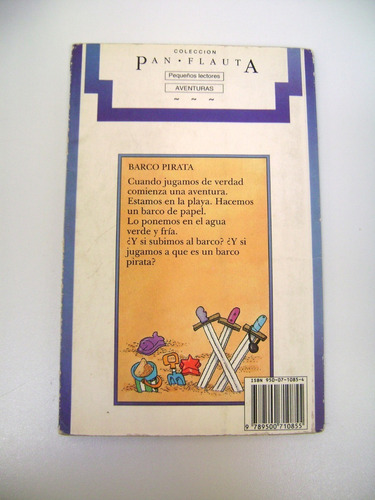 COLECCION
PAN · FLAUTA
Pequeños lectores
AVENTURAS
BARCO PIRATA
Cuando jugamos de verdad
comienza una aventura.
Estamos en la playa. Hacemos
un barco de papel.
Lo ponemos en el agua
verde y fría.
¿Y si subimos al barco? ¿Y si
jugamos a que es un barco
pirata?
ISBN 950-07-1085-4
9 789500 710855